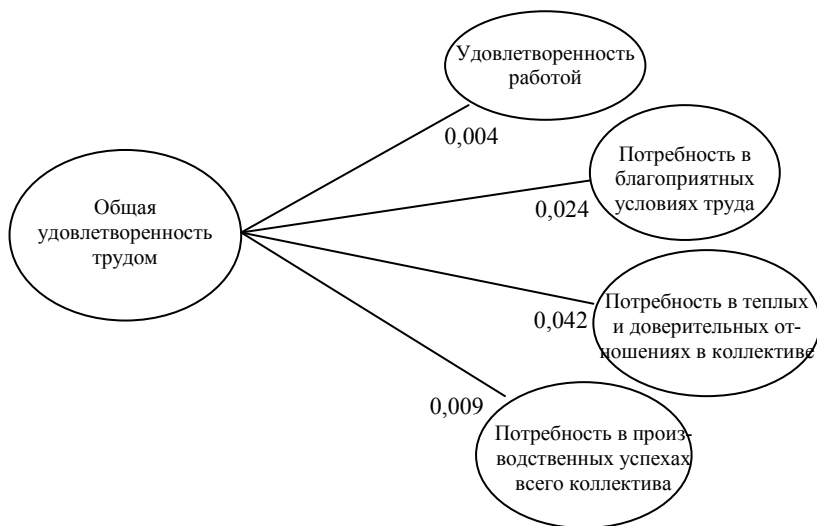 Удовлетворенность
работой
0,004
Потребность в
благоприятных
условиях труда
0,024
Общая
удовлетворенность
трудом
Потребность в теплых
и доверительных от-
ношениях в коллективе
0,042
0,009
Потребность в произ-
водственных успехах
всего коллектива